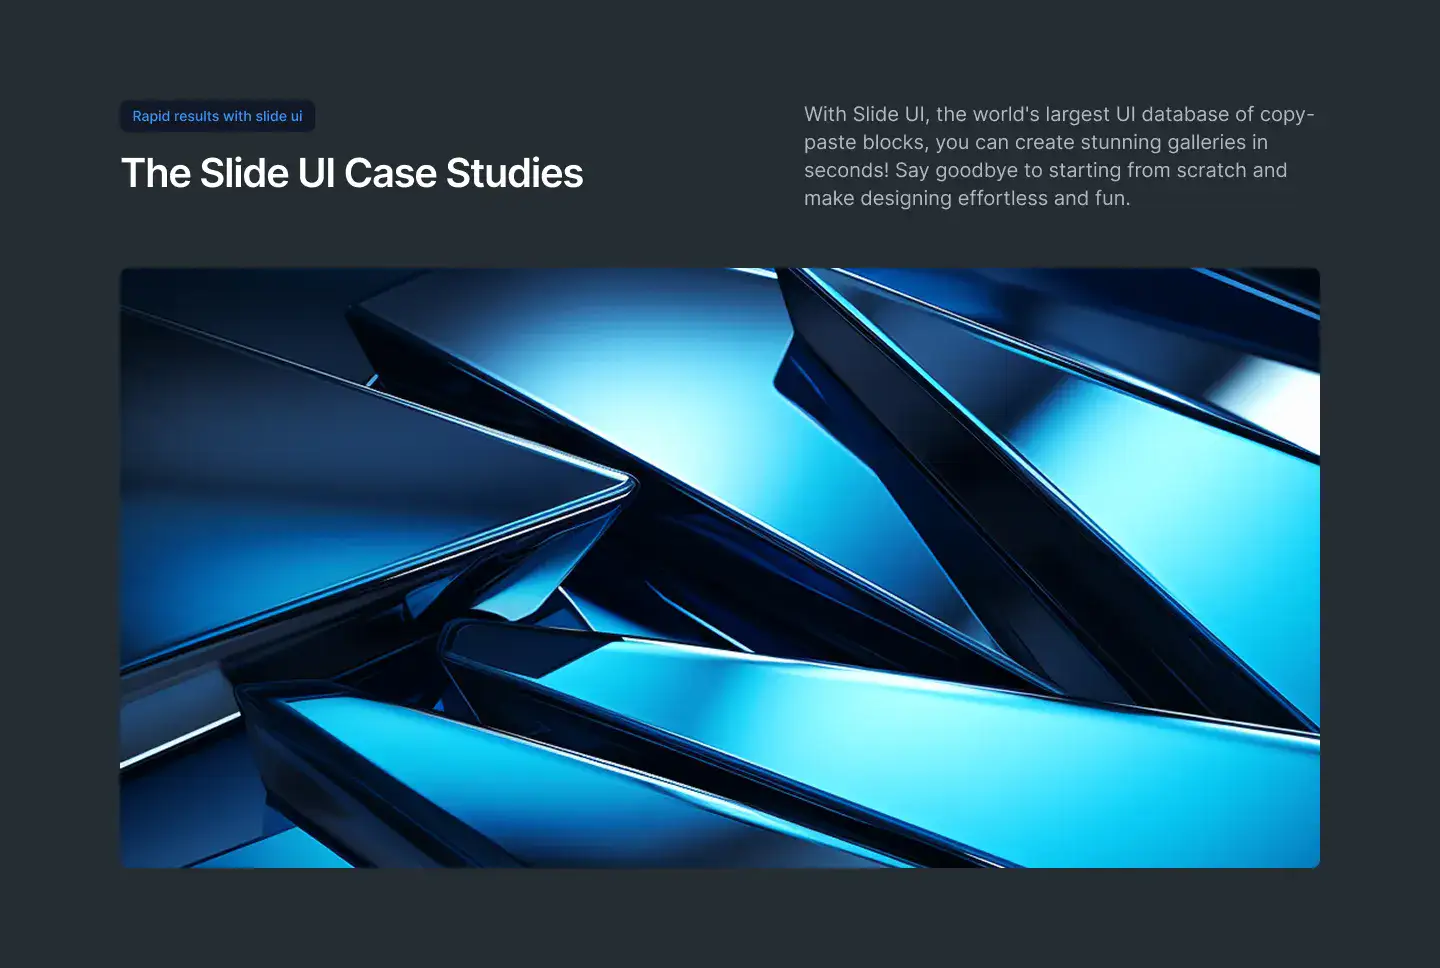 Rapid results with slide ui
The Slide UI Case Studies
With Slide UI, the world's largest UI database of copy-
paste blocks, you can create stunning galleries in
seconds! Say goodbye to starting from scratch and
make designing effortless and fun.